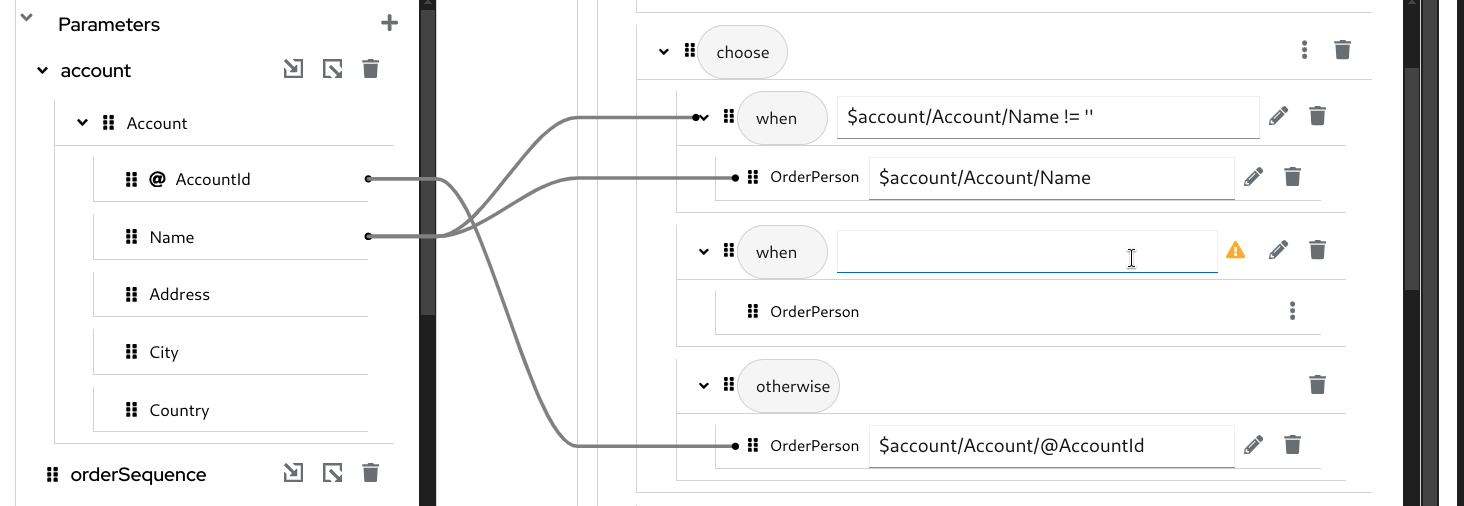 Parameters
account
Account
@ AccountId
Name
Address
City
Country
orderSequence
choose
when $account/Account/Name != ''
OrderPerson $account/Account/Name
when
OrderPerson
otherwise
OrderPerson $account/Account/@AccountId